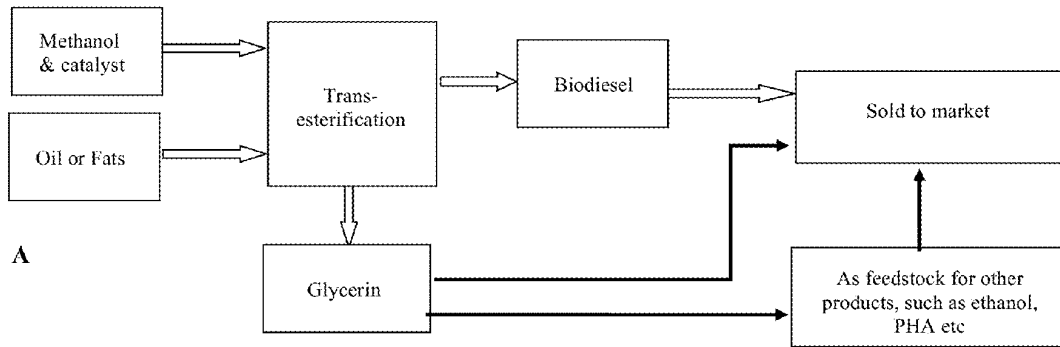 Methanol
& catalyst
Trans-
esterification
Biodiesel
Sold to market
Oil or Fats
A
Glycerin
As feedstock for other
products, such as ethanol,
PHA etc